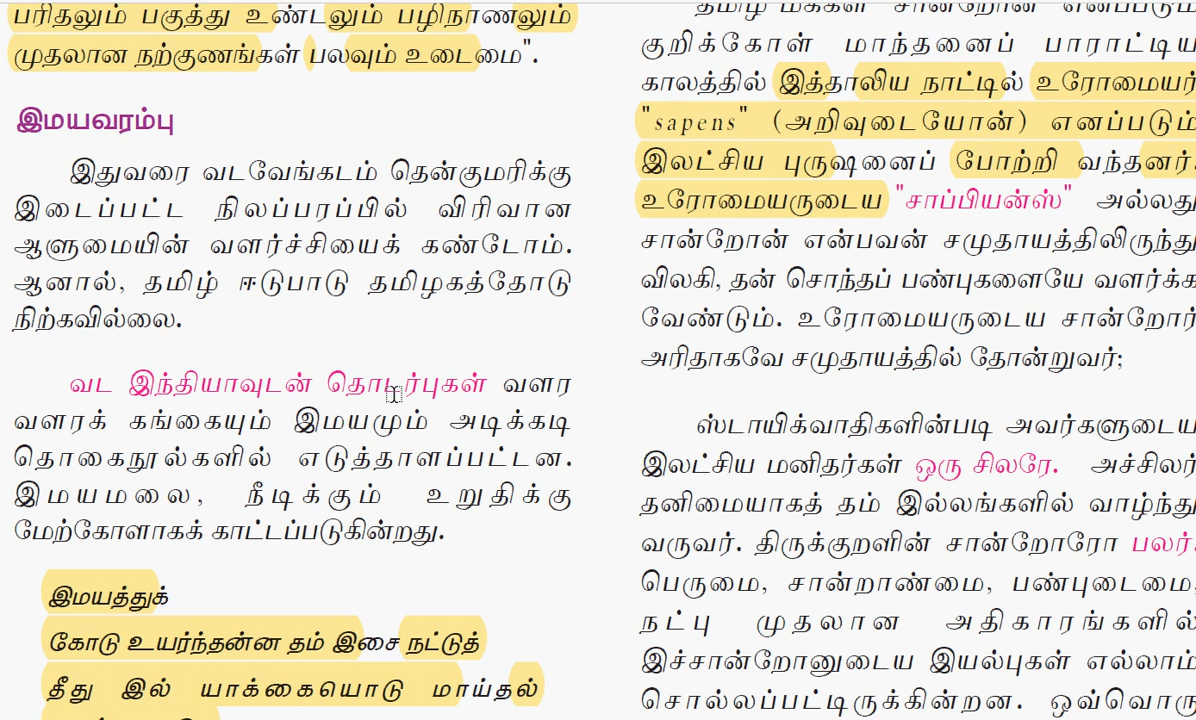 பரிதலும் பகுத்து உண்டலும் பழிநாணலும்
முதலான நற்குணங்கள் பலவும் உடைமை".
இமயவரம்பு
இதுவரை வடவேங்கடம் தென்குமரிக்கு
இடைப்பட்ட நிலப்பரப்பில் விரிவான
ஆளுமையின் வளர்ச்சியைக் கண்டோம்.
ஆனால், தமிழ் ஈடுபாடு தமிழகத்தோடு
நிற்கவில்லை.
வட இந்தியாவுடன் தொடர்புகள் வளர
வளரக் கங்கையும் இமயமும் அடிக்கடி
தொகைநூல்களில் எடுத்தாளப்பட்டன.
இமயமலை, நீடிக்கும் உறுதிக்கு
மேற்கோளாகக் காட்டப்படுகின்றது.
இமயத்துக்
கோடு உயர்ந்தன்ன தம் இசை நட்டுத்
தீது இல் யாக்கையொடு மாய்தல்
தமிழ் மக்கள் சான்றோன் எனப்படும்
குறிக்கோள் மாந்தனைப் பாராட்டிய
காலத்தில் இத்தாலிய நாட்டில் உரோமையர்
"sapens" (அறிவுடையோன்) எனப்படும்
இலட்சிய புருஷனைப் போற்றி வந்தனர்.
உரோமையருடைய "சாப்பியன்ஸ்" அல்லது
சான்றோன் என்பவன் சமுதாயத்திலிருந்து
விலகி, தன் சொந்தப் பண்புகளையே வளர்க்க
வேண்டும். உரோமையருடைய சான்றோர்
அரிதாகவே சமுதாயத்தில் தோன்றுவர்;
ஸ்டாயிக்வாதிகளின்படி அவர்களுடைய
இலட்சிய மனிதர்கள் ஒரு சிலரே. அச்சிலர்
தனிமையாகத் தம் இல்லங்களில் வாழ்ந்து
வருவர். திருக்குறளின் சான்றோரோ பலர்.
பெருமை, சான்றாண்மை, பண்புடைமை,
நட்பு முதலான அதிகாரங்களில்
இச்சான்றோனுடைய இயல்புகள் எல்லாம்
சொல்லப்பட்டிருக்கின்றன. ஒவ்வொரு